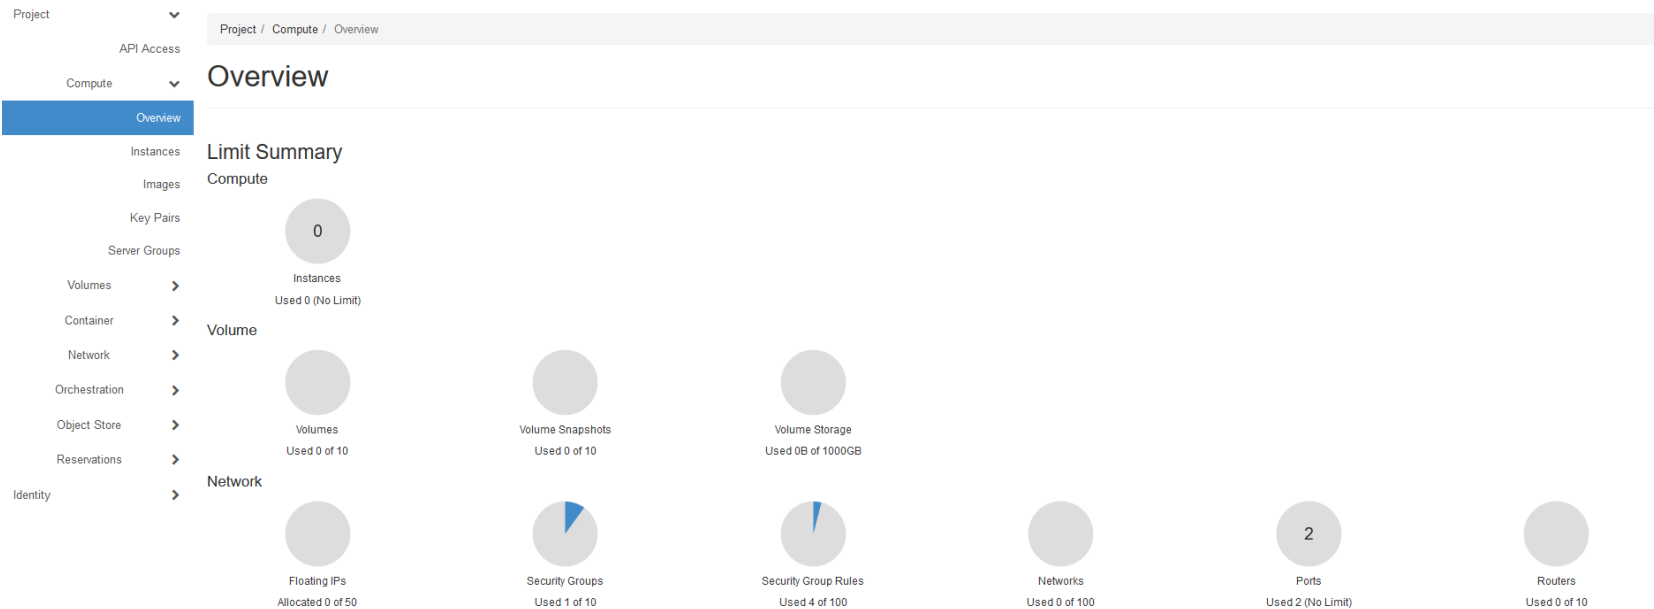 Project
API Access
Compute
Overview
Instances
Images
Key Pairs
Server Groups
Volumes
Container
Network
Orchestration
Object Store
Reservations
Identity
Project / Compute / Overview
Overview
Limit Summary
Compute
0
Instances
Used 0 (No Limit)
Volume
Volumes
Used 0 of 10
Volume Snapshots
Used 0 of 10
Volume Storage
Used 0B of 1000GB
Network
Floating IPs
Allocated 0 of 50
Security Groups
Used 1 of 10
Security Group Rules
Used 4 of 100
Networks
Used 0 of 100
2
Ports
Used 2 (No Limit)
Routers
Used 0 of 10